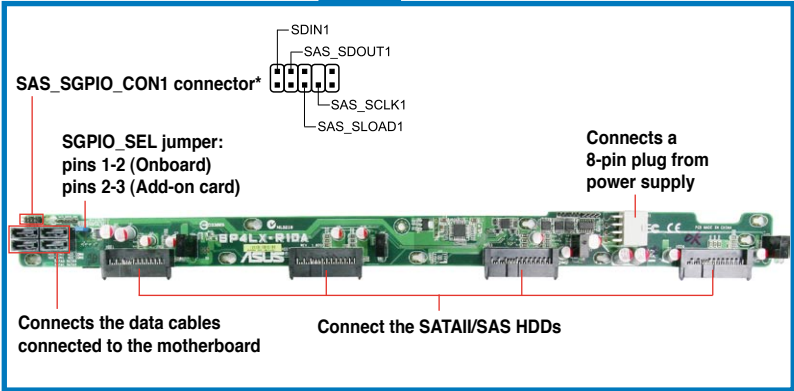 SDIN1
SAS_SDOUT1
SAS_SGPIO_CON1 connector*
SAS_SCLK1
SAS_SLOAD1
SGPIO_SEL jumper:
pins 1-2 (Onboard)
pins 2-3 (Add-on card)
Connects a
8-pin plug from
power supply
BP4LX-R10A
ASUS
Connects the data cables
connected to the motherboard
Connect the SATAII/SAS HDDs